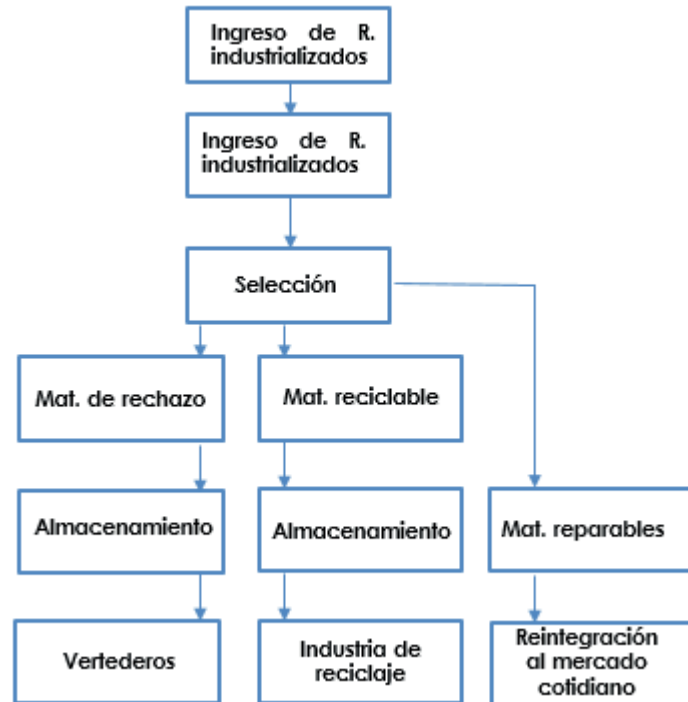 Ingreso de R.
industrializados
Ingreso de R.
industrializados
Selección
Mat. de rechazo
Mat. reciclable
Almacenamiento
Almacenamiento
Mat. reparables
Vertederos
Industria de
reciclaje
Reintegración
al mercado
cotidiano